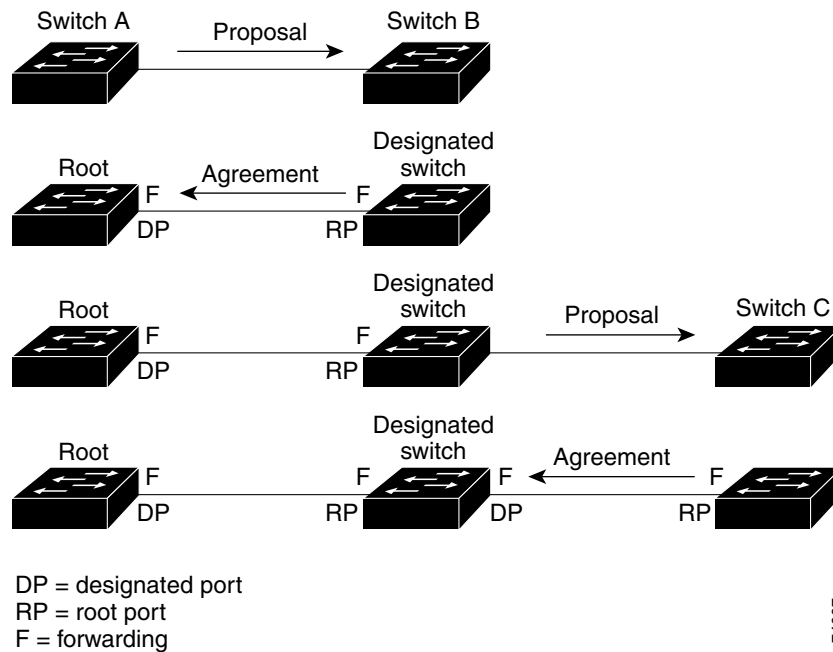 Switch A
Proposal
Switch B
Root
F
Agreement
F
Designated
switch
DP
RP
Root
F
F
Designated
switch
Proposal
Switch C
DP
RP
Root
F
F
Designated
switch
F
Agreement
F
DP
RP
DP
RP
DP = designated port
RP = root port
F = forwarding